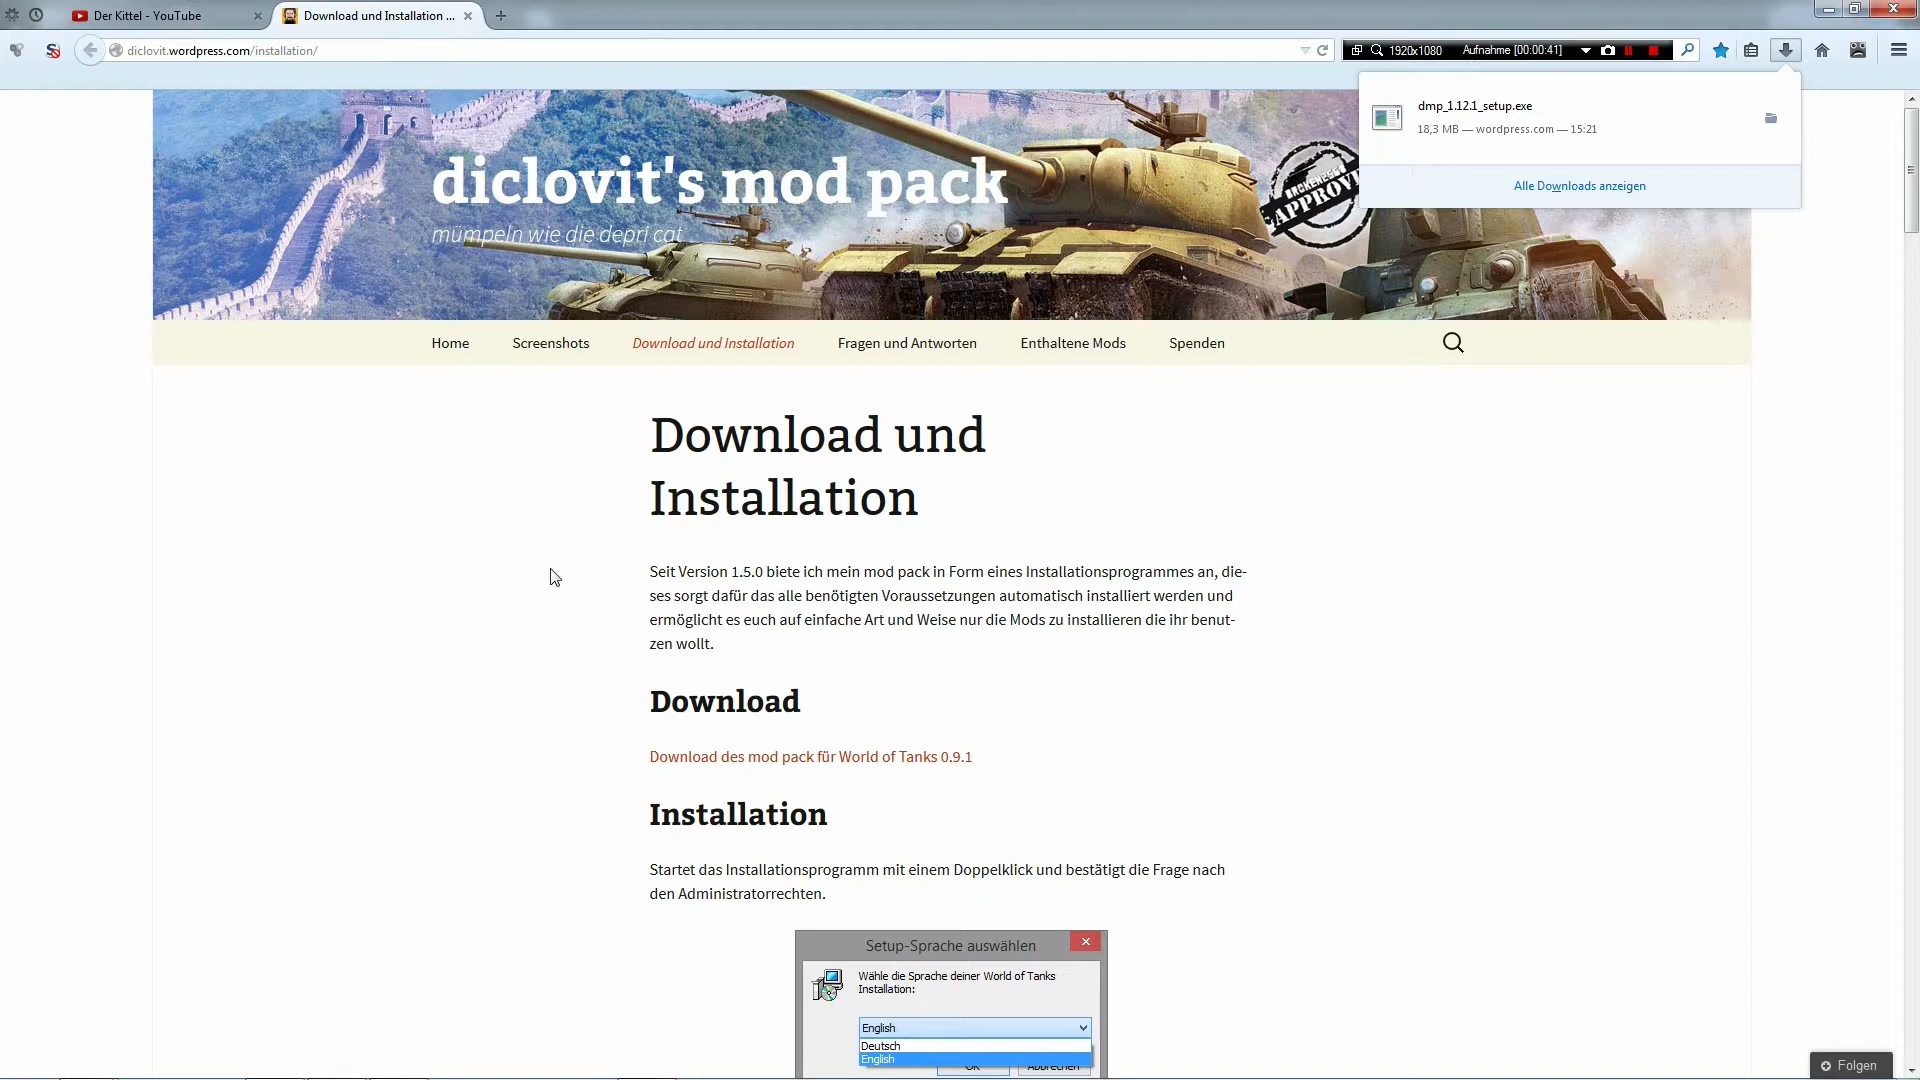 Der Kittel - YouTube
Download und Installation ...
diclovit.wordpress.com/installation/
1920x1080 Aufnahme [00:00:41]
dmp_1.12.1_setup.exe
18,3 MB — wordpress.com — 15:21
Alle Downloads anzeigen
diclovit's mod pack
mümpeln wie die depri cat
APPROVE
Home Screenshots Download und Installation Fragen und Antworten Enthaltene Mods Spenden
Download und
Installation
Seit Version 1.5.0 biete ich mein mod pack in Form eines Installationsprogrammes an, die-
ses sorgt dafür das alle benötigten Voraussetzungen automatisch installiert werden und
ermöglicht es euch auf einfache Art und Weise nur die Mods zu installieren die ihr benut-
zen wollt.
Download
Download des mod pack für World of Tanks 0.9.1
Installation
Startet das Installationsprogramm mit einem Doppelklick und bestätigt die Frage nach
den Administratorrechten.
Setup-Sprache auswählen
Wähle die Sprache deiner World of Tanks
Installation:
English
Deutsch
English
OK Abbrechen
Folgen